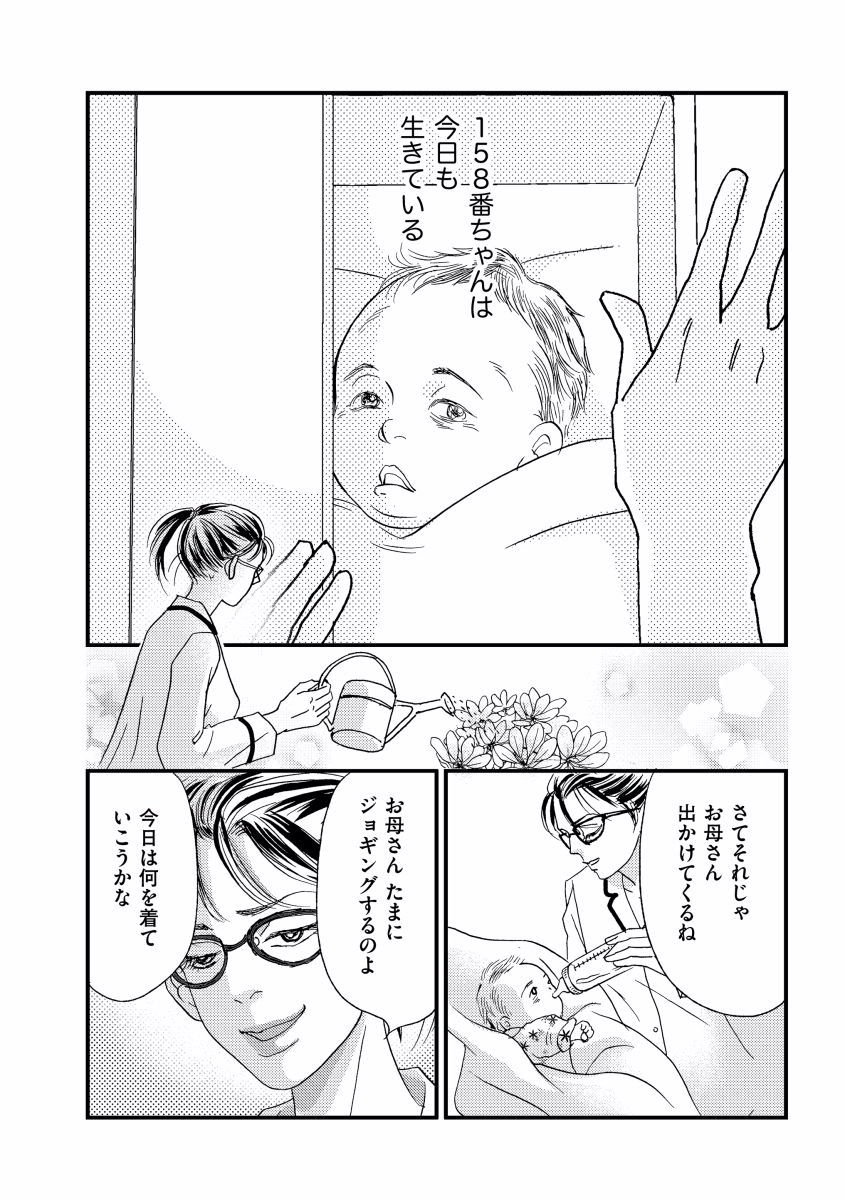 158番ちゃんは
今日も
生きている
さてそれじゃ
お母さん
出かけてくるね
お母さん たまに
ジョギングするのよ
今日は何を着て
いこうかな